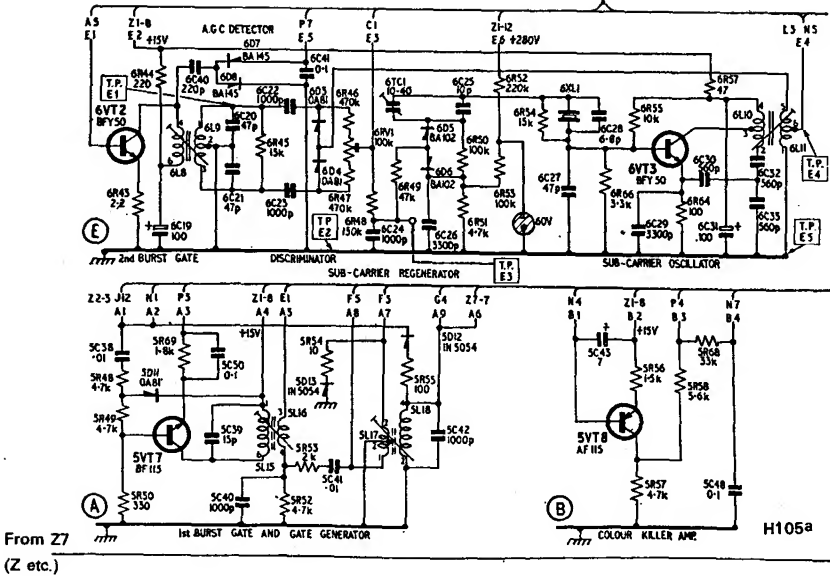 A5 Z1-8 P7 C1 Z1-12 E3 N5
E1 E2 E5 E3 E6 +280V E4
A.G.C DETECTOR
+15V
6D7
BA145
6R44
220
6C40
220p
6D8
BA145
6C41
0·1
T.P.
E1
6C22
1000p
6D3
0A81
6R46
470k
6TC1
10-40
6C25
10p
6R52
220k
6XL1
6R57
47
6VT2
BFY50
6L9
6L8
6C20
47p
6R45
15k
6RV1
100k
6D5
BA102
6R50
100k
6R54
15k
6C28
6·8p
6R55
10k
6VT3
BFY50
6L10
6L11
6C21
47p
6C23
1000p
6D4
0A81
6R47
470k
6R49
47k
6D6
BA102
6R53
100k
6C27
47p
6R66
3·3k
6C30
560p
6C32
560p
T.P.
E4
6R43
2·2
6C19
100
T.P.
E2
6R48
150k
6C24
1000p
6C26
3300p
6R51
4·7k
60V
6C29
3300p
6R64
100
6C31
100
6C33
560p
T.P.
E5
E
2nd BURST GATE DISCRIMINATOR
SUB-CARRIER REGENERATOR
T.P.
E3
SUB-CARRIER OSCILLATOR
Z2-3 J12 N1 P3 Z1-8 E1 F5 F3 G4 Z7-7 N4 Z1-8 P4 N7
A1 A2 A3 A4 A5 A8 A7 A9 A6 B1 B2 B3 B4
+15V
+15V
5C38
·01
5R69
1·8k
5C50
0·1
5R54
10
5D12
IN5054
5C43
7
5R68
33k
5R48
4·7k
5D11
0A81
5D13
IN5054
5R55
100
5R56
1·5k
5R58
5·6k
5R49
4·7k
5C39
15p
5L16
5L15
5L18
5L17
5C42
1000p
5VT7
BF115
5R53
2k
5C41
·01
5VT8
AF115
5R50
330
5C40
1000p
5R52
4·7k
5R57
4·7k
5C48
0·1
A
1st BURST GATE AND GATE GENERATOR
B
COLOUR KILLER AMP.
H105a
From Z7
(Z etc.)